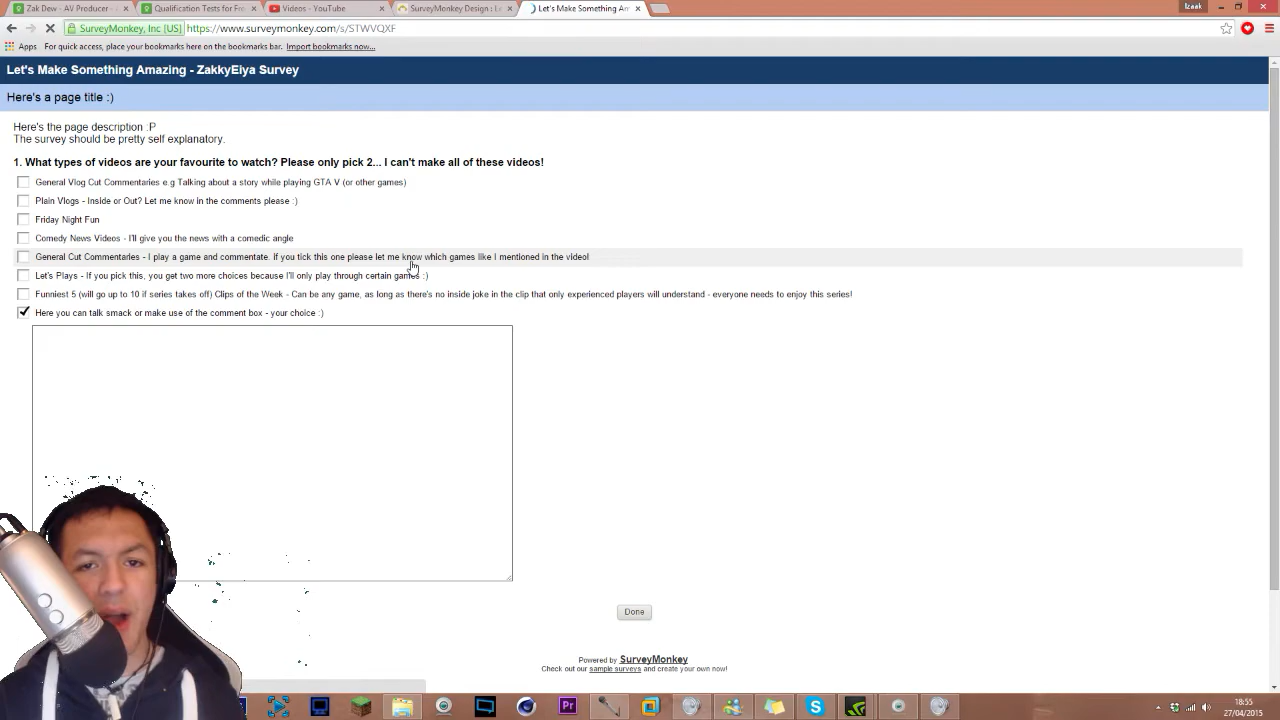 Zak Dew - AV Producer -
Qualification Tests for Fre
Videos - YouTube
SurveyMonkey Design : Le
Let's Make Something Am
Izaak
SurveyMonkey, Inc [US]
https://www.surveymonkey.com/s/STWVQXF
Apps
For quick access, place your bookmarks here on the bookmarks bar.
Import bookmarks now...
Let's Make Something Amazing - ZakkyEiya Survey
Here's a page title :)
Here's the page description :P
The survey should be pretty self explanatory.
1. What types of videos are your favourite to watch? Please only pick 2... I can't make all of these videos!
General Vlog Cut Commentaries e.g Talking about a story while playing GTA V (or other games)
Plain Vlogs - Inside or Out? Let me know in the comments please :)
Friday Night Fun
Comedy News Videos - I'll give you the news with a comedic angle
General Cut Commentaries - I play a game and commentate. if you tick this one please let me know which games like I mentioned in the video!
Let's Plays - If you pick this, you get two more choices because I'll only play through certain games :)
Funniest 5 (will go up to 10 if series takes off) Clips of the Week - Can be any game, as long as there's no inside joke in the clip that only experienced players will understand - everyone needs to enjoy this series!
Here you can talk smack or make use of the comment box - your choice :)
Done
Powered by SurveyMonkey
Check out our sample surveys and create your own now!
Pr
18:55
27/04/2015